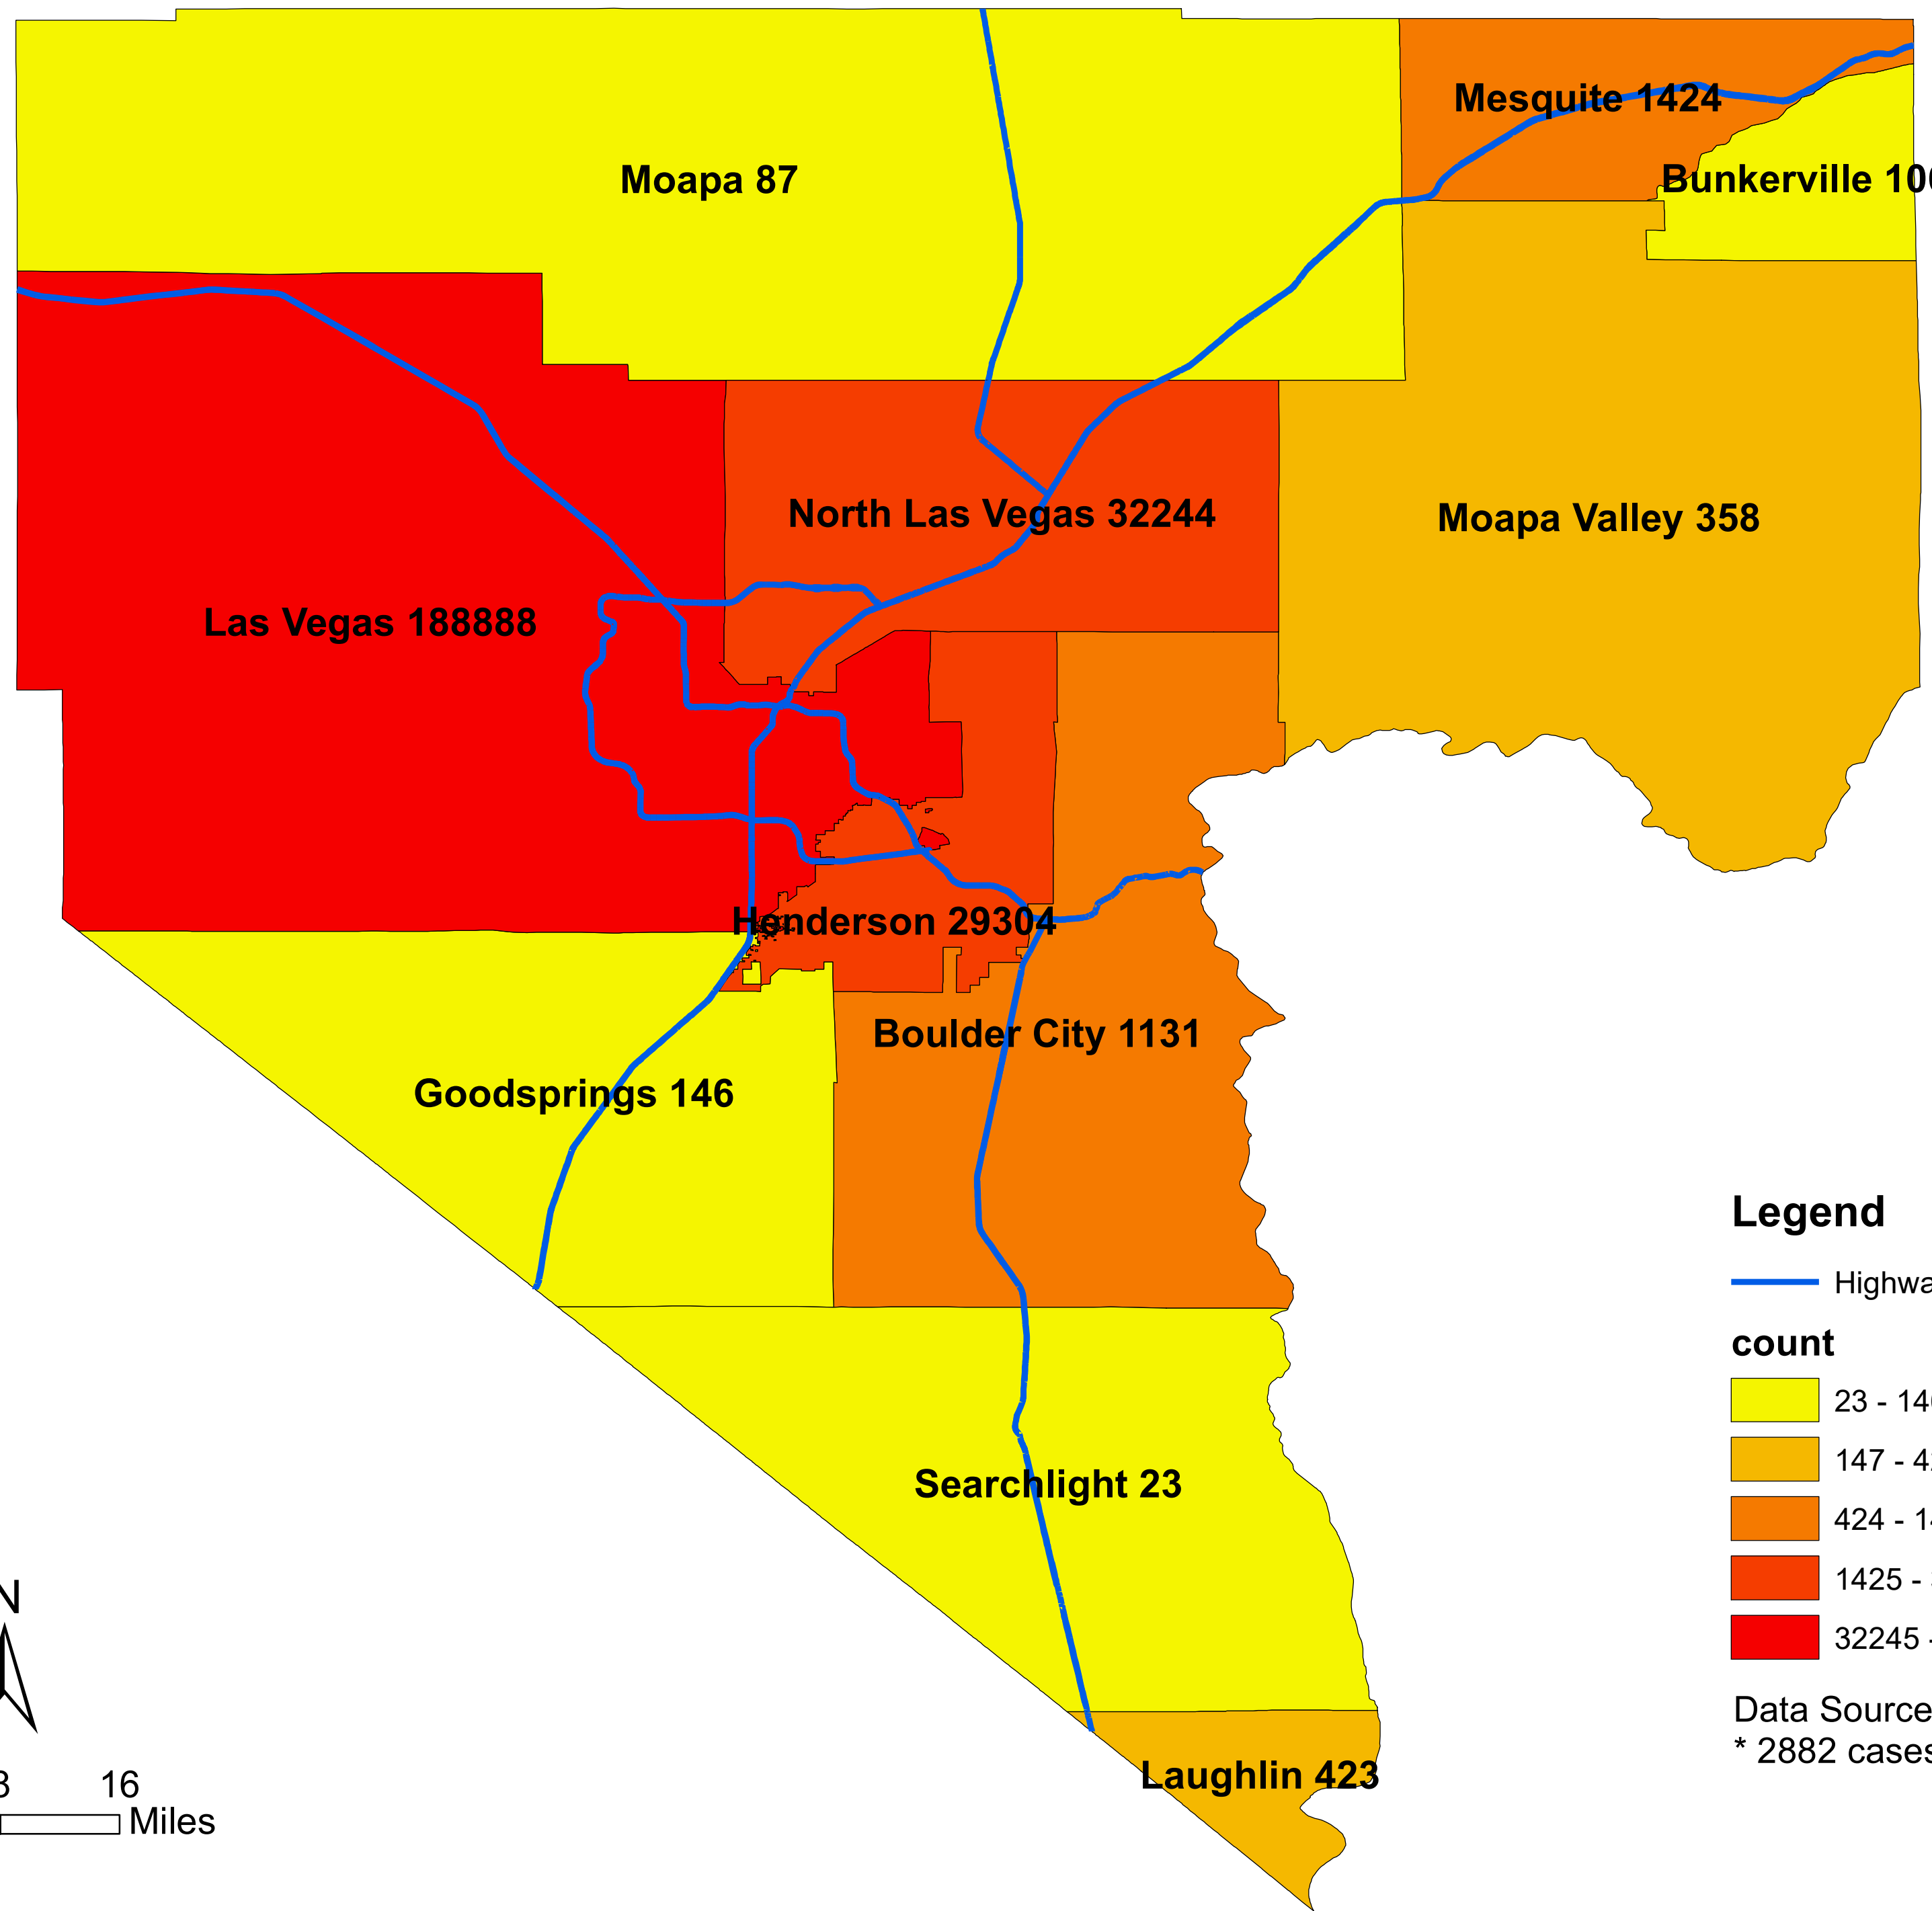 Mesquite 1424
Moapa 87
Bunkerville
North Las Vegas 32244
Moapa Valley 358
Las Vegas 188888
Henderson 29304
Boulder City 1131
Goodsprings 146
Legend
count
23 -
147 -
Searchlight 23
424 -
1425 -
N
32245 -
Data Source
* 2882 cases
Laughlin 423
16
Miles